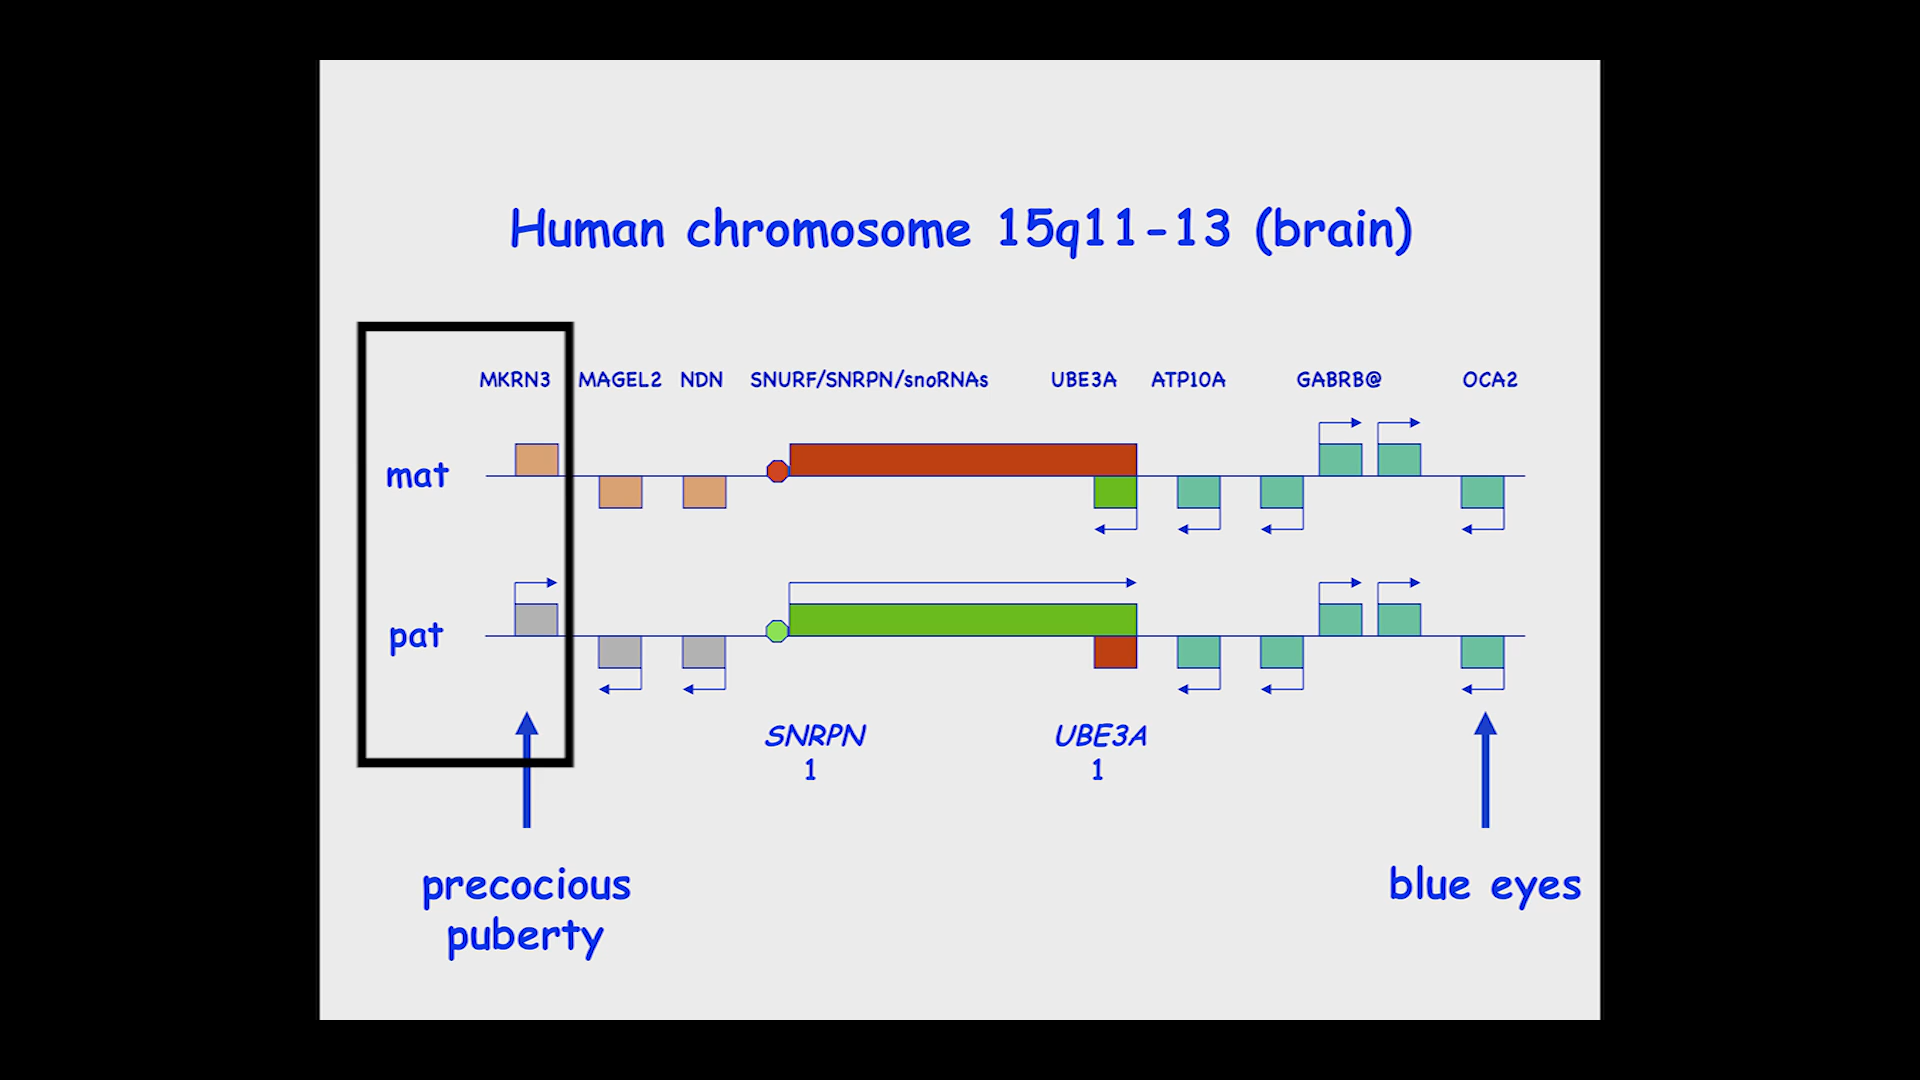 Human chromosome 15q11-13 (brain)
MKRN3 MAGEL2 NDN SNURF/SNRPN/snoRNAs UBE3A ATP10A GABRB@ OCA2
mat
pat
SNRPN UBE3A
1 1
precocious blue eyes
puberty